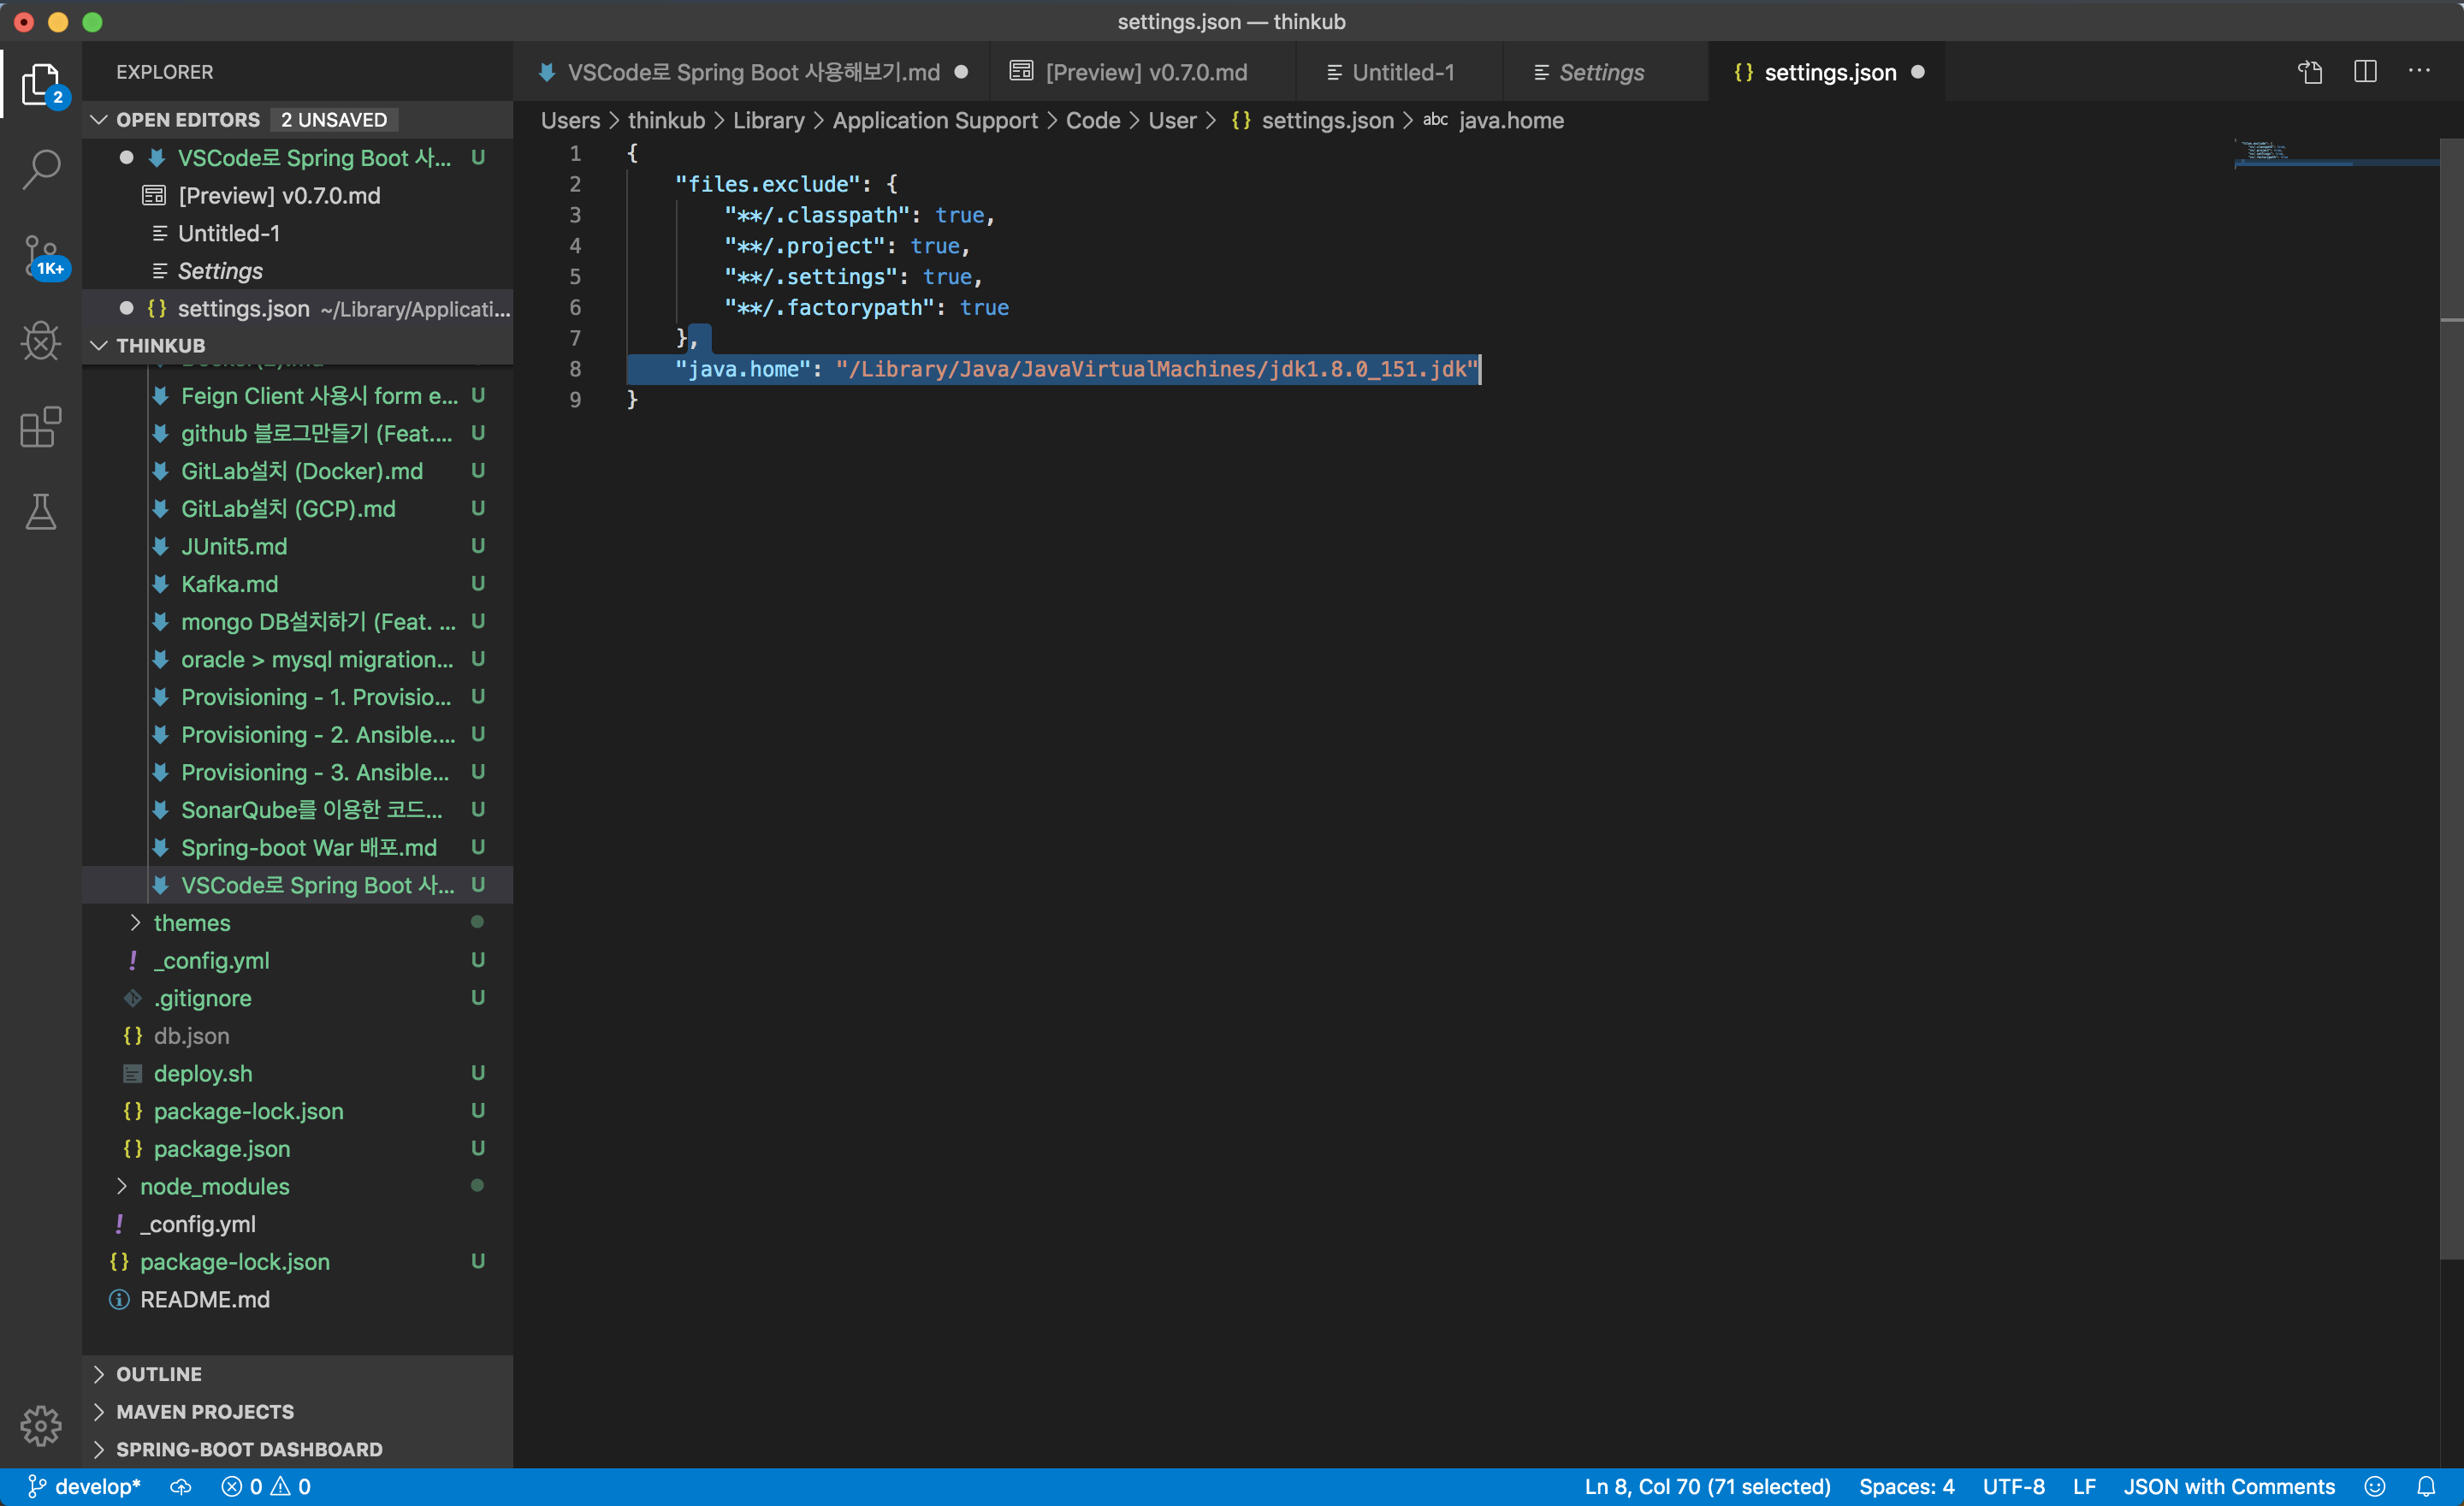 settings.json — thinkub
EXPLORER
VSCode로 Spring Boot 사용해보기.md
[Preview] v0.7.0.md
Untitled-1
Settings
settings.json
2
OPEN EDITORS 2 UNSAVED
Users > thinkub > Library > Application Support > Code > User > {} settings.json > abc java.home
VSCode로 Spring Boot 사... U
[Preview] v0.7.0.md
Untitled-1
Settings
1K+
{} settings.json ~/Library/Applicati...
THINKUB
Feign Client 사용시 form e... U
github 블로그만들기 (Feat.... U
GitLab설치 (Docker).md U
GitLab설치 (GCP).md U
JUnit5.md U
Kafka.md U
mongo DB설치하기 (Feat. ... U
oracle > mysql migration... U
Provisioning - 1. Provisio... U
Provisioning - 2. Ansible.... U
Provisioning - 3. Ansible... U
SonarQube를 이용한 코드... U
Spring-boot War 배포.md U
VSCode로 Spring Boot 사... U
themes
! _config.yml U
.gitignore U
{} db.json
deploy.sh U
{} package-lock.json U
{} package.json U
node_modules
! _config.yml
{} package-lock.json U
README.md
OUTLINE
MAVEN PROJECTS
SPRING-BOOT DASHBOARD
1 {
2 "files.exclude": {
3 "**/.classpath": true,
4 "**/.project": true,
5 "**/.settings": true,
6 "**/.factorypath": true
7 },
8 "java.home": "/Library/Java/JavaVirtualMachines/jdk1.8.0_151.jdk"
9 }
develop* 0 0 Ln 8, Col 70 (71 selected) Spaces: 4 UTF-8 LF JSON with Comments